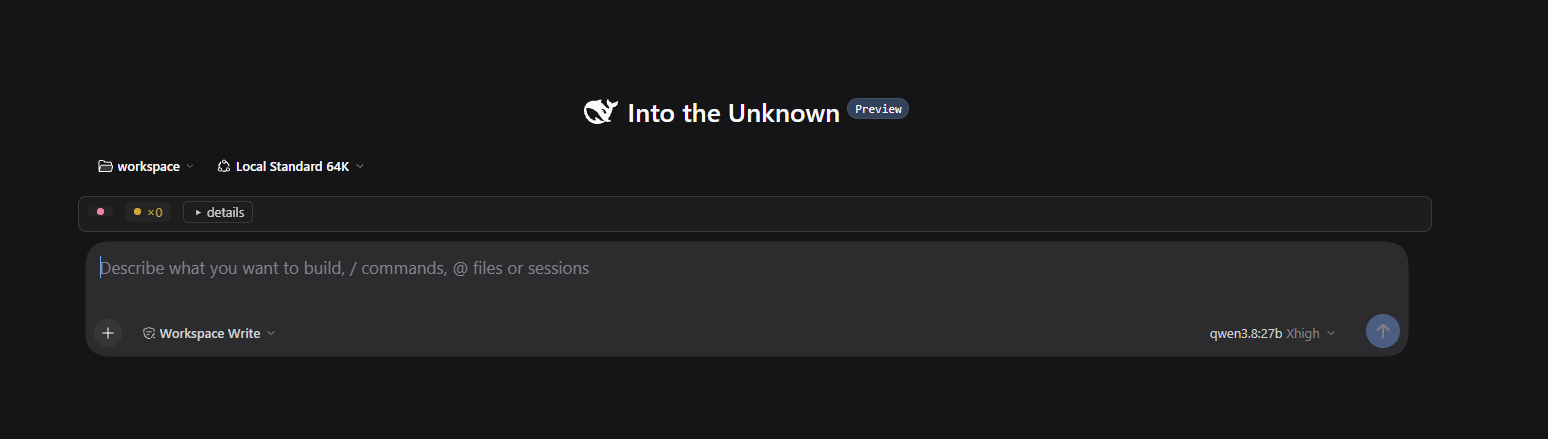 Into the Unknown Preview
workspace Local Standard 64K
×0 details
Describe what you want to build, / commands, @ files or sessions
Workspace Write qwen3.8:27b Xhigh